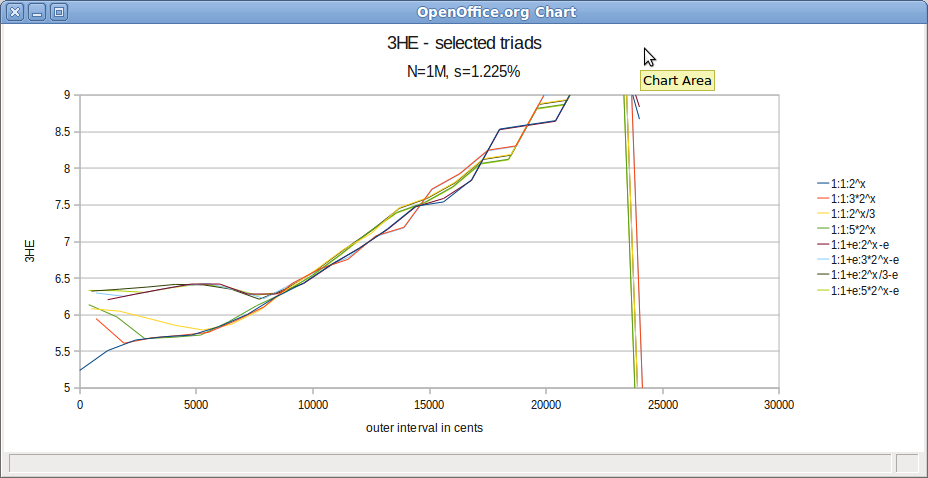 OpenOffice.org Chart
3HE - selected triads
N=1M, s=1.225%
Chart Area
9
8.5
8
7.5
7
6.5
6
5.5
5
3HE
0 5000 10000 15000 20000 25000 30000
outer interval in cents
1:1:2^x
1:1:3*2^x
1:1:2^x/3
1:1:5*2^x
1:1+e:2^x-e
1:1+e:3*2^x-e
1:1+e:2^x/3-e
1:1+e:5*2^x-e